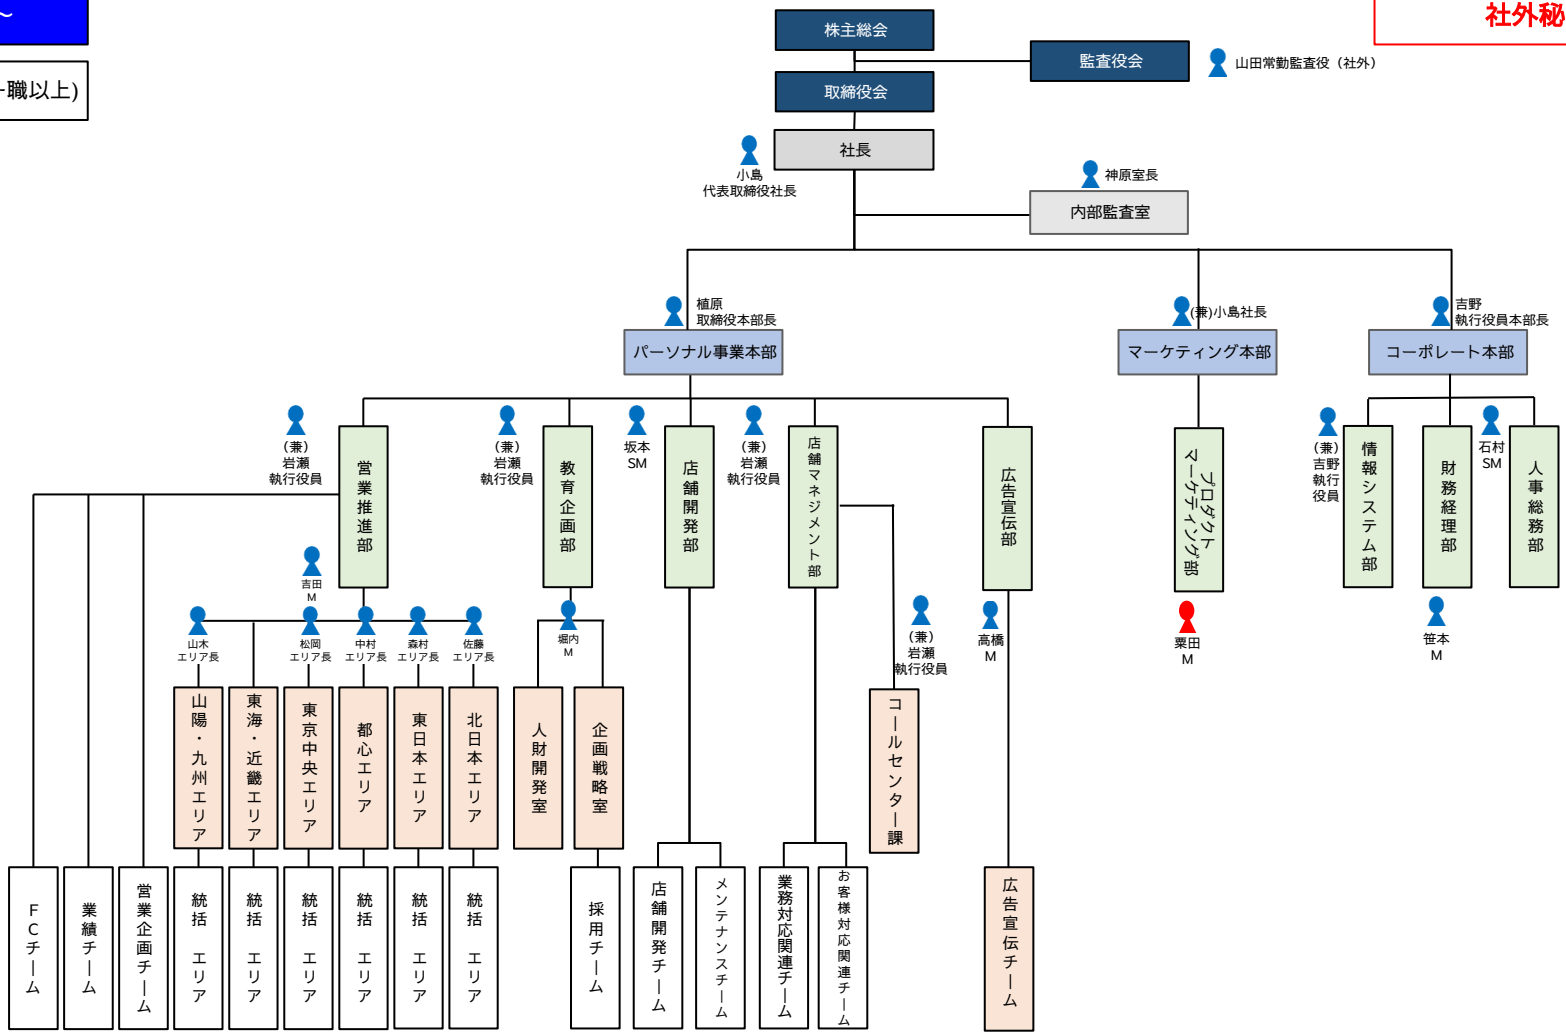 ～
社外秘
職以上)
株主総会
監査役会
山田常勤監査役（社外）
取締役会
社長
小島
代表取締役社長
神原室長
内部監査室
植原
取締役本部長
(兼)小島社長
吉野
執行役員本部長
パーソナル事業本部
マーケティング本部
コーポレート本部
（兼）
岩瀬
執行役員
営業推進部
（兼）
岩瀬
執行役員
教育企画部
坂本
SM
店舗開発部
（兼）
岩瀬
執行役員
店舗マネジメント部
広告宣伝部
プロダクト
マーケティング部
（兼）
吉野
執行
役員
情報システム部
財務経理部
石村
SM
人事総務部
吉田
M
山木
エリア長
松岡
エリア長
中村
エリア長
森村
エリア長
佐藤
エリア長
堀内
M
（兼）
岩瀬
執行役員
高橋
M
栗田
M
笹本
M
山陽・九州エリア
東海・近畿エリア
東京中央エリア
都心エリア
東日本エリア
北日本エリア
人財開発室
企画戦略室
コールセンター課
FCチーム
業績チーム
営業企画チーム
統括　エリア
統括　エリア
統括　エリア
統括　エリア
統括　エリア
統括　エリア
採用チーム
店舗開発チーム
メンテナンスチーム
業務対応関連チーム
お客様対応関連チーム
広告宣伝チーム